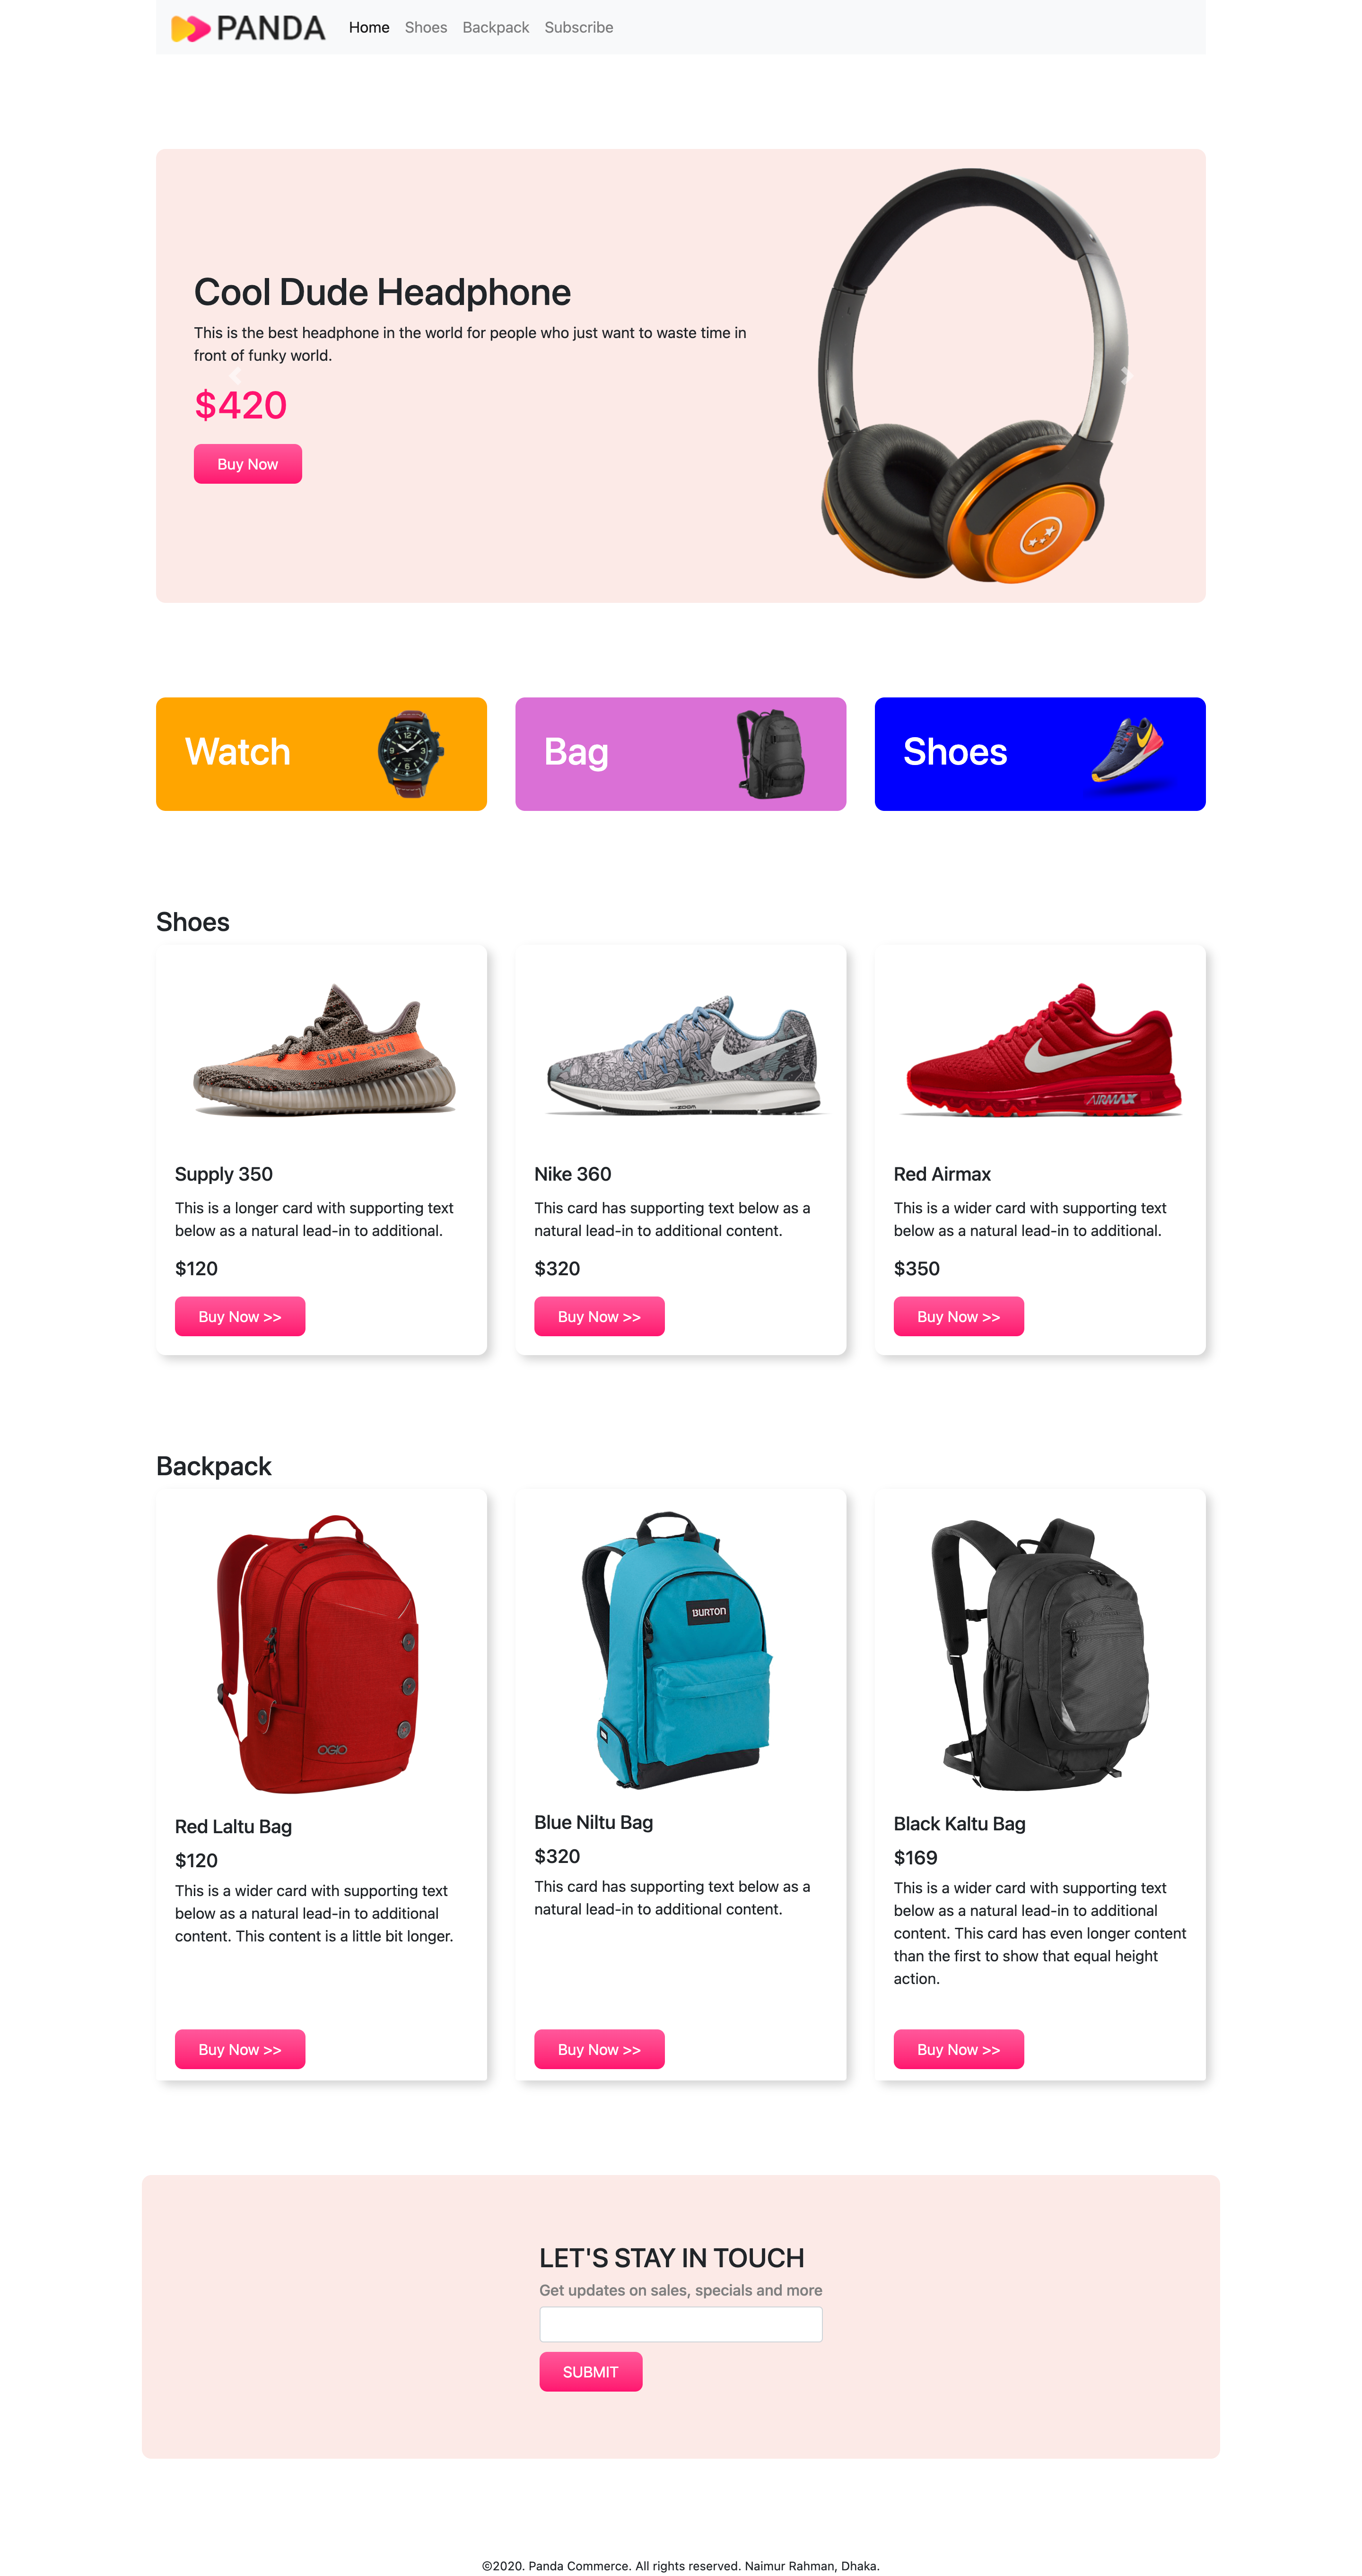 PANDA
Home Shoes Backpack Subscribe
Cool Dude Headphone
This is the best headphone in the world for people who just want to waste time in
front of funky world.
$420
Buy Now
Watch
Bag
Shoes
Shoes
SPLY-350
ZOOM
AIRMAX
Supply 350
This is a longer card with supporting text
below as a natural lead-in to additional.
$120
Buy Now >>
Nike 360
This card has supporting text below as a
natural lead-in to additional content.
$320
Buy Now >>
Red Airmax
This is a wider card with supporting text
below as a natural lead-in to additional.
$350
Buy Now >>
Backpack
OGIO
Red Laltu Bag
$120
This is a wider card with supporting text
below as a natural lead-in to additional
content. This content is a little bit longer.
Buy Now >>
BURTON
Blue Niltu Bag
$320
This card has supporting text below as a
natural lead-in to additional content.
Buy Now >>
Black Kaltu Bag
$169
This is a wider card with supporting text
below as a natural lead-in to additional
content. This card has even longer content
than the first to show that equal height
action.
Buy Now >>
LET'S STAY IN TOUCH
Get updates on sales, specials and more
SUBMIT
©2020. Panda Commerce. All rights reserved. Naimur Rahman, Dhaka.